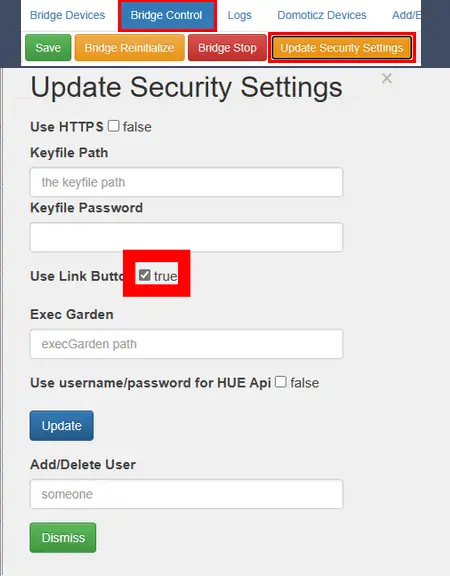 Bridge Devices Bridge Control Logs Domoticz Devices Add/E
Save Bridge Reinitialize Bridge Stop Update Security Settings
Update Security Settings ×
Use HTTPS false
Keyfile Path
the keyfile path
Keyfile Password
Use Link Butto true
Exec Garden
execGarden path
Use username/password for HUE Api false
Update
Add/Delete User
someone
Dismiss